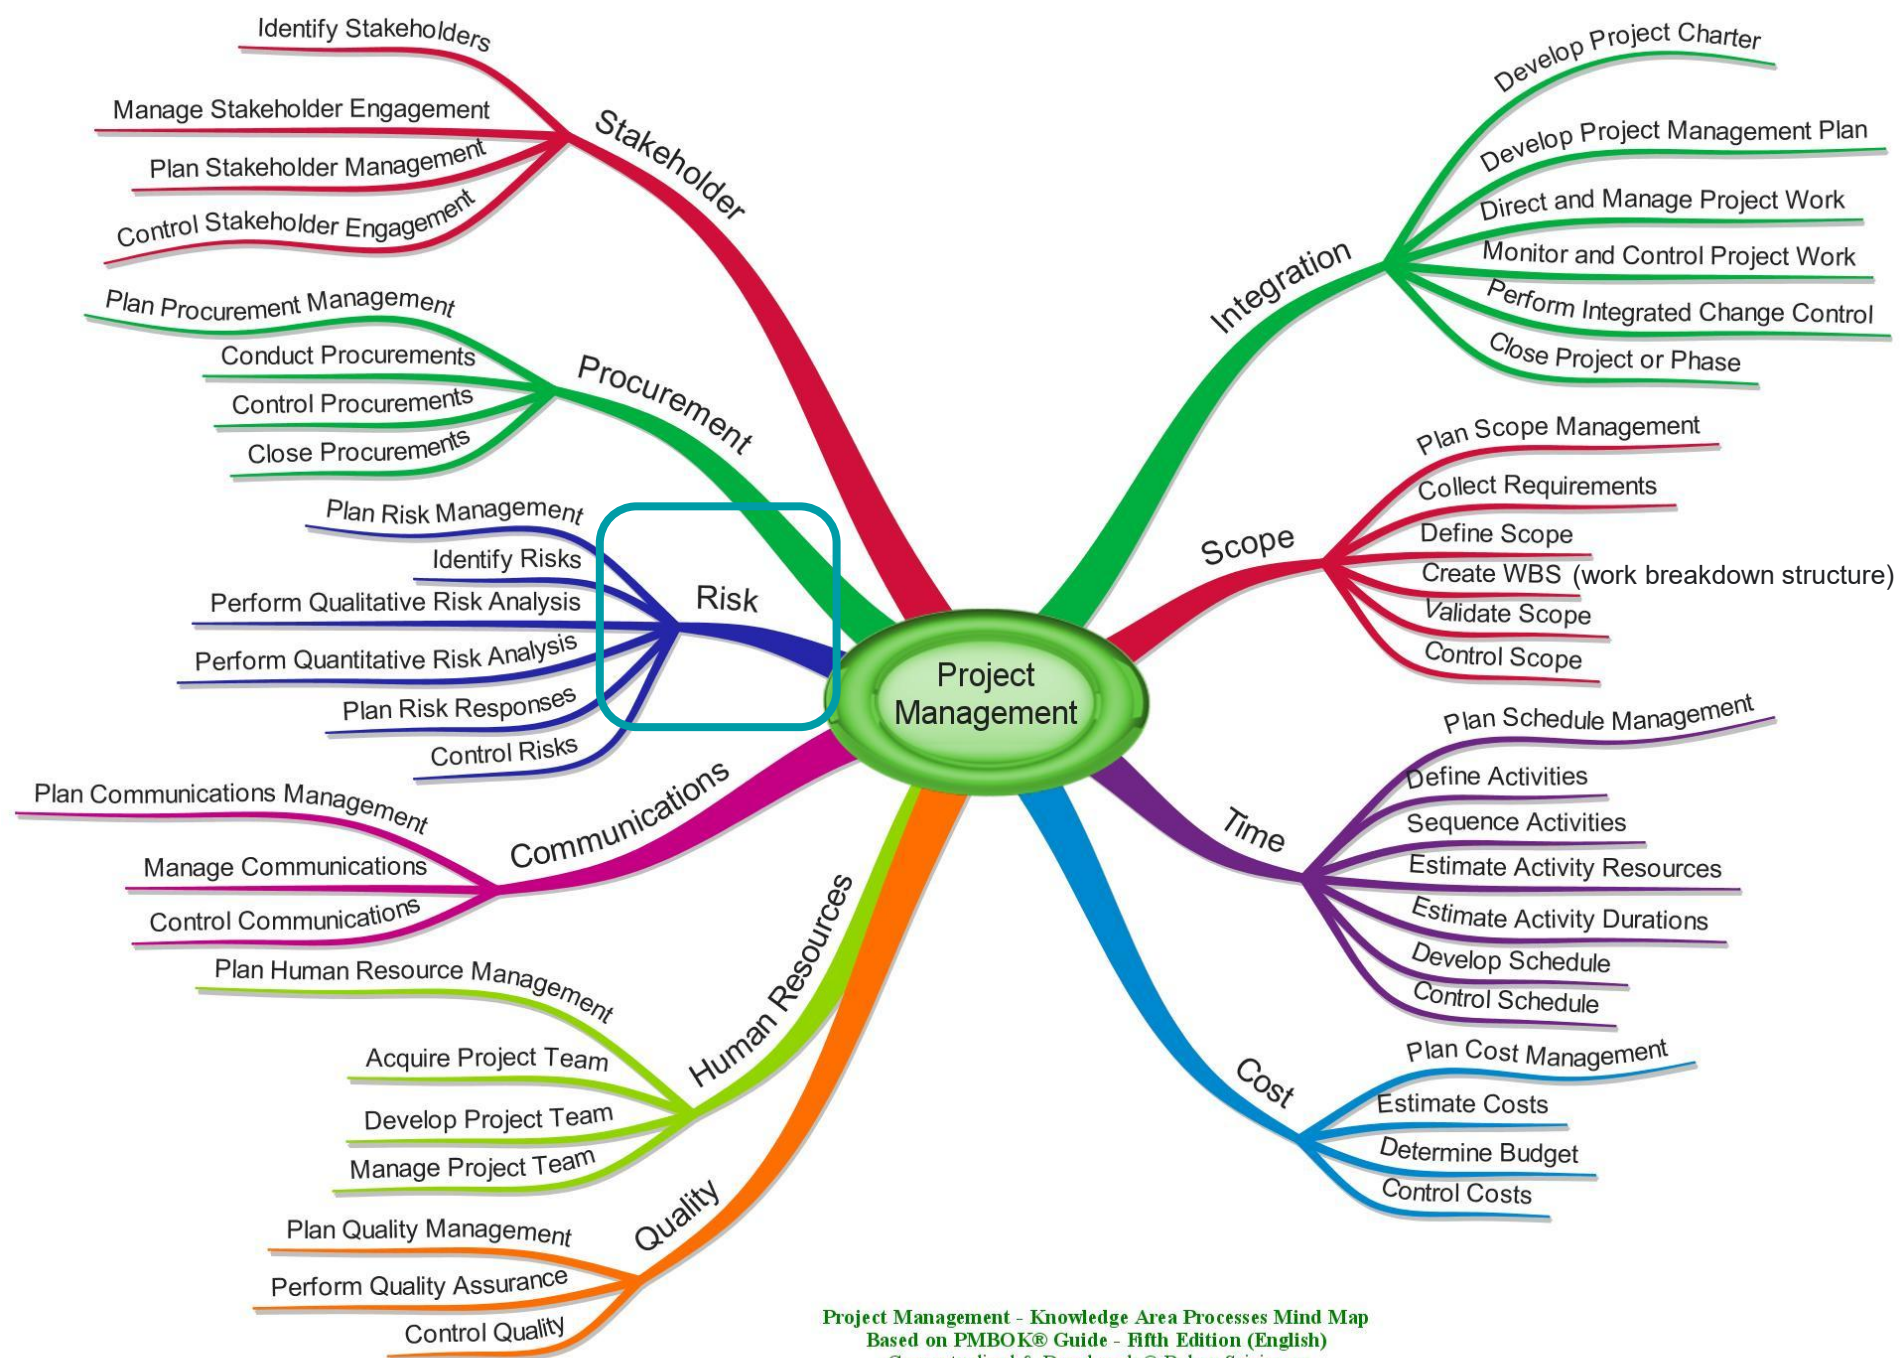 Identify Stakeholders
Manage Stakeholder Engagement
Plan Stakeholder Management
Control Stakeholder Engagement
Stakeholder
Plan Procurement Management
Conduct Procurements
Control Procurements
Close Procurements
Procurement
Plan Risk Management
Identify Risks
Perform Qualitative Risk Analysis
Perform Quantitative Risk Analysis
Plan Risk Responses
Control Risks
Risk
Plan Communications Management
Manage Communications
Control Communications
Communications
Plan Human Resource Management
Acquire Project Team
Develop Project Team
Manage Project Team
Human Resources
Plan Quality Management
Perform Quality Assurance
Control Quality
Quality
Project
Management
Integration
Develop Project Charter
Develop Project Management Plan
Direct and Manage Project Work
Monitor and Control Project Work
Perform Integrated Change Control
Close Project or Phase
Scope
Plan Scope Management
Collect Requirements
Define Scope
Create WBS (work breakdown structure)
Validate Scope
Control Scope
Time
Plan Schedule Management
Define Activities
Sequence Activities
Estimate Activity Resources
Estimate Activity Durations
Develop Schedule
Control Schedule
Cost
Plan Cost Management
Estimate Costs
Determine Budget
Control Costs
Project Management - Knowledge Area Processes Mind Map
Based on PMBOK® Guide - Fifth Edition (English)